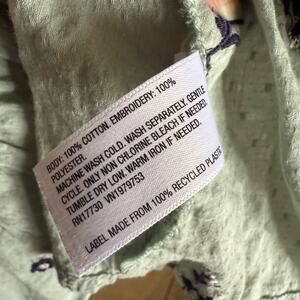 BODY: 100% COTTON. EMBROIDERY: 100%
POLYESTER.
MACHINE WASH COLD. WASH SEPARATELY. GENTLE
CYCLE. ONLY NON CHLORINE BLEACH IF NEEDED.
TUMBLE DRY LOW. WARM IRON IF NEEDED.
RN17730 VN1979753
LABEL MADE FROM 100% RECYCLED PLASTIC